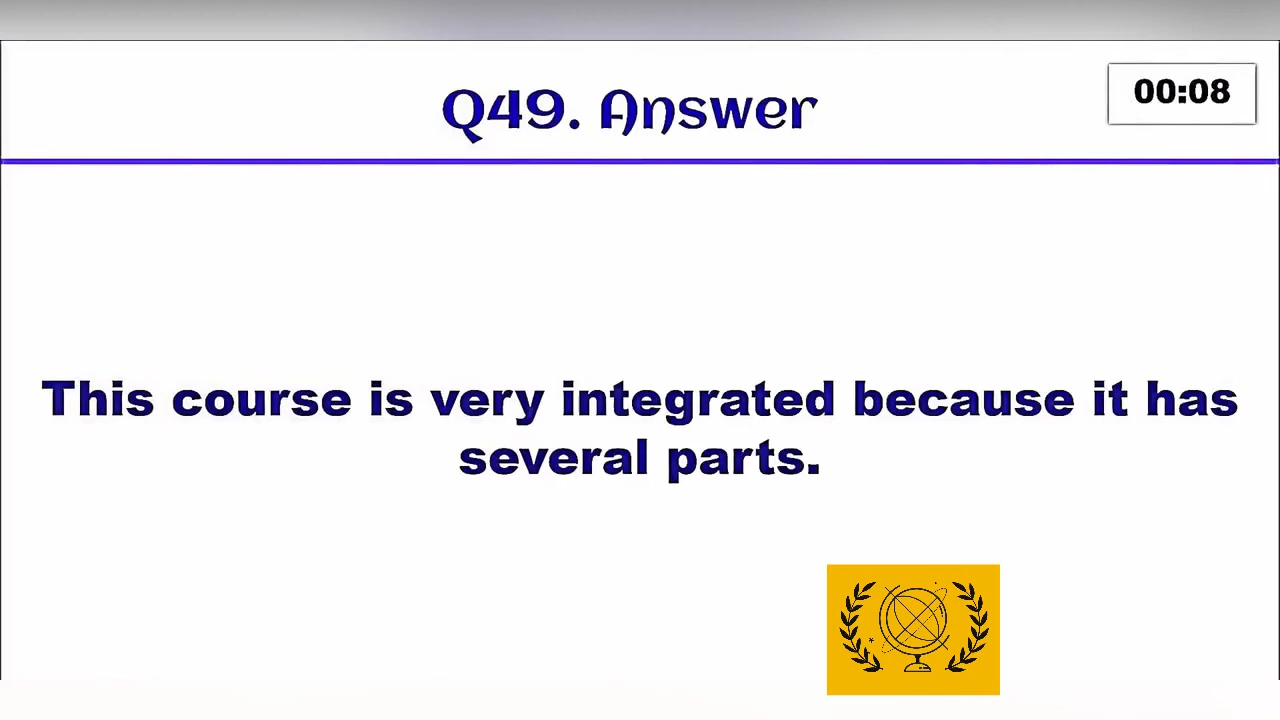 Q49. Answer
00:08
This course is very integrated because it has
several parts.